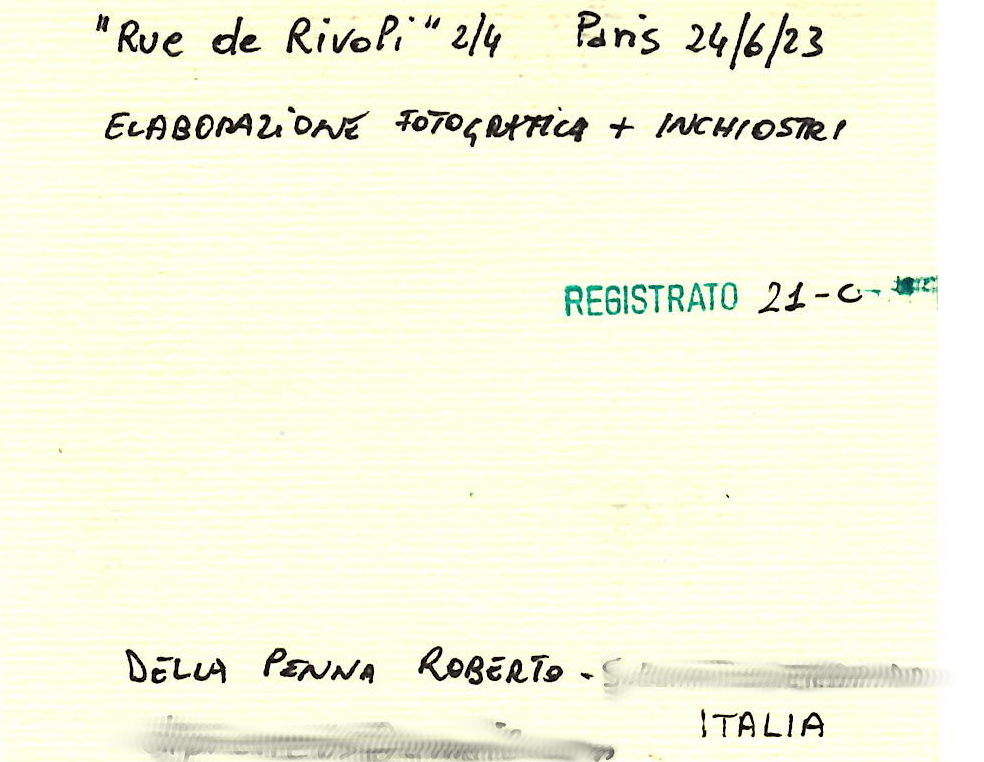 "Rue de Rivoli" 2/4 Paris 24/6/23
ELABORAZiONE FOTOGRAFICA + INCHIOSTRI
REGISTRATO 21-
DELLA PENNA ROBERTO -
ITALIA